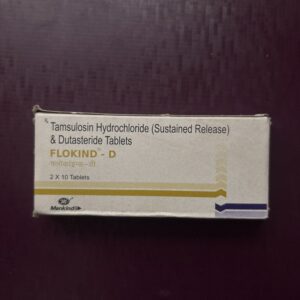 Tamsulosin Hydrochloride (Sustained Release)
& Dutasteride Tablets
FLOKIND - D
2 X 10 Tablets
Mankind